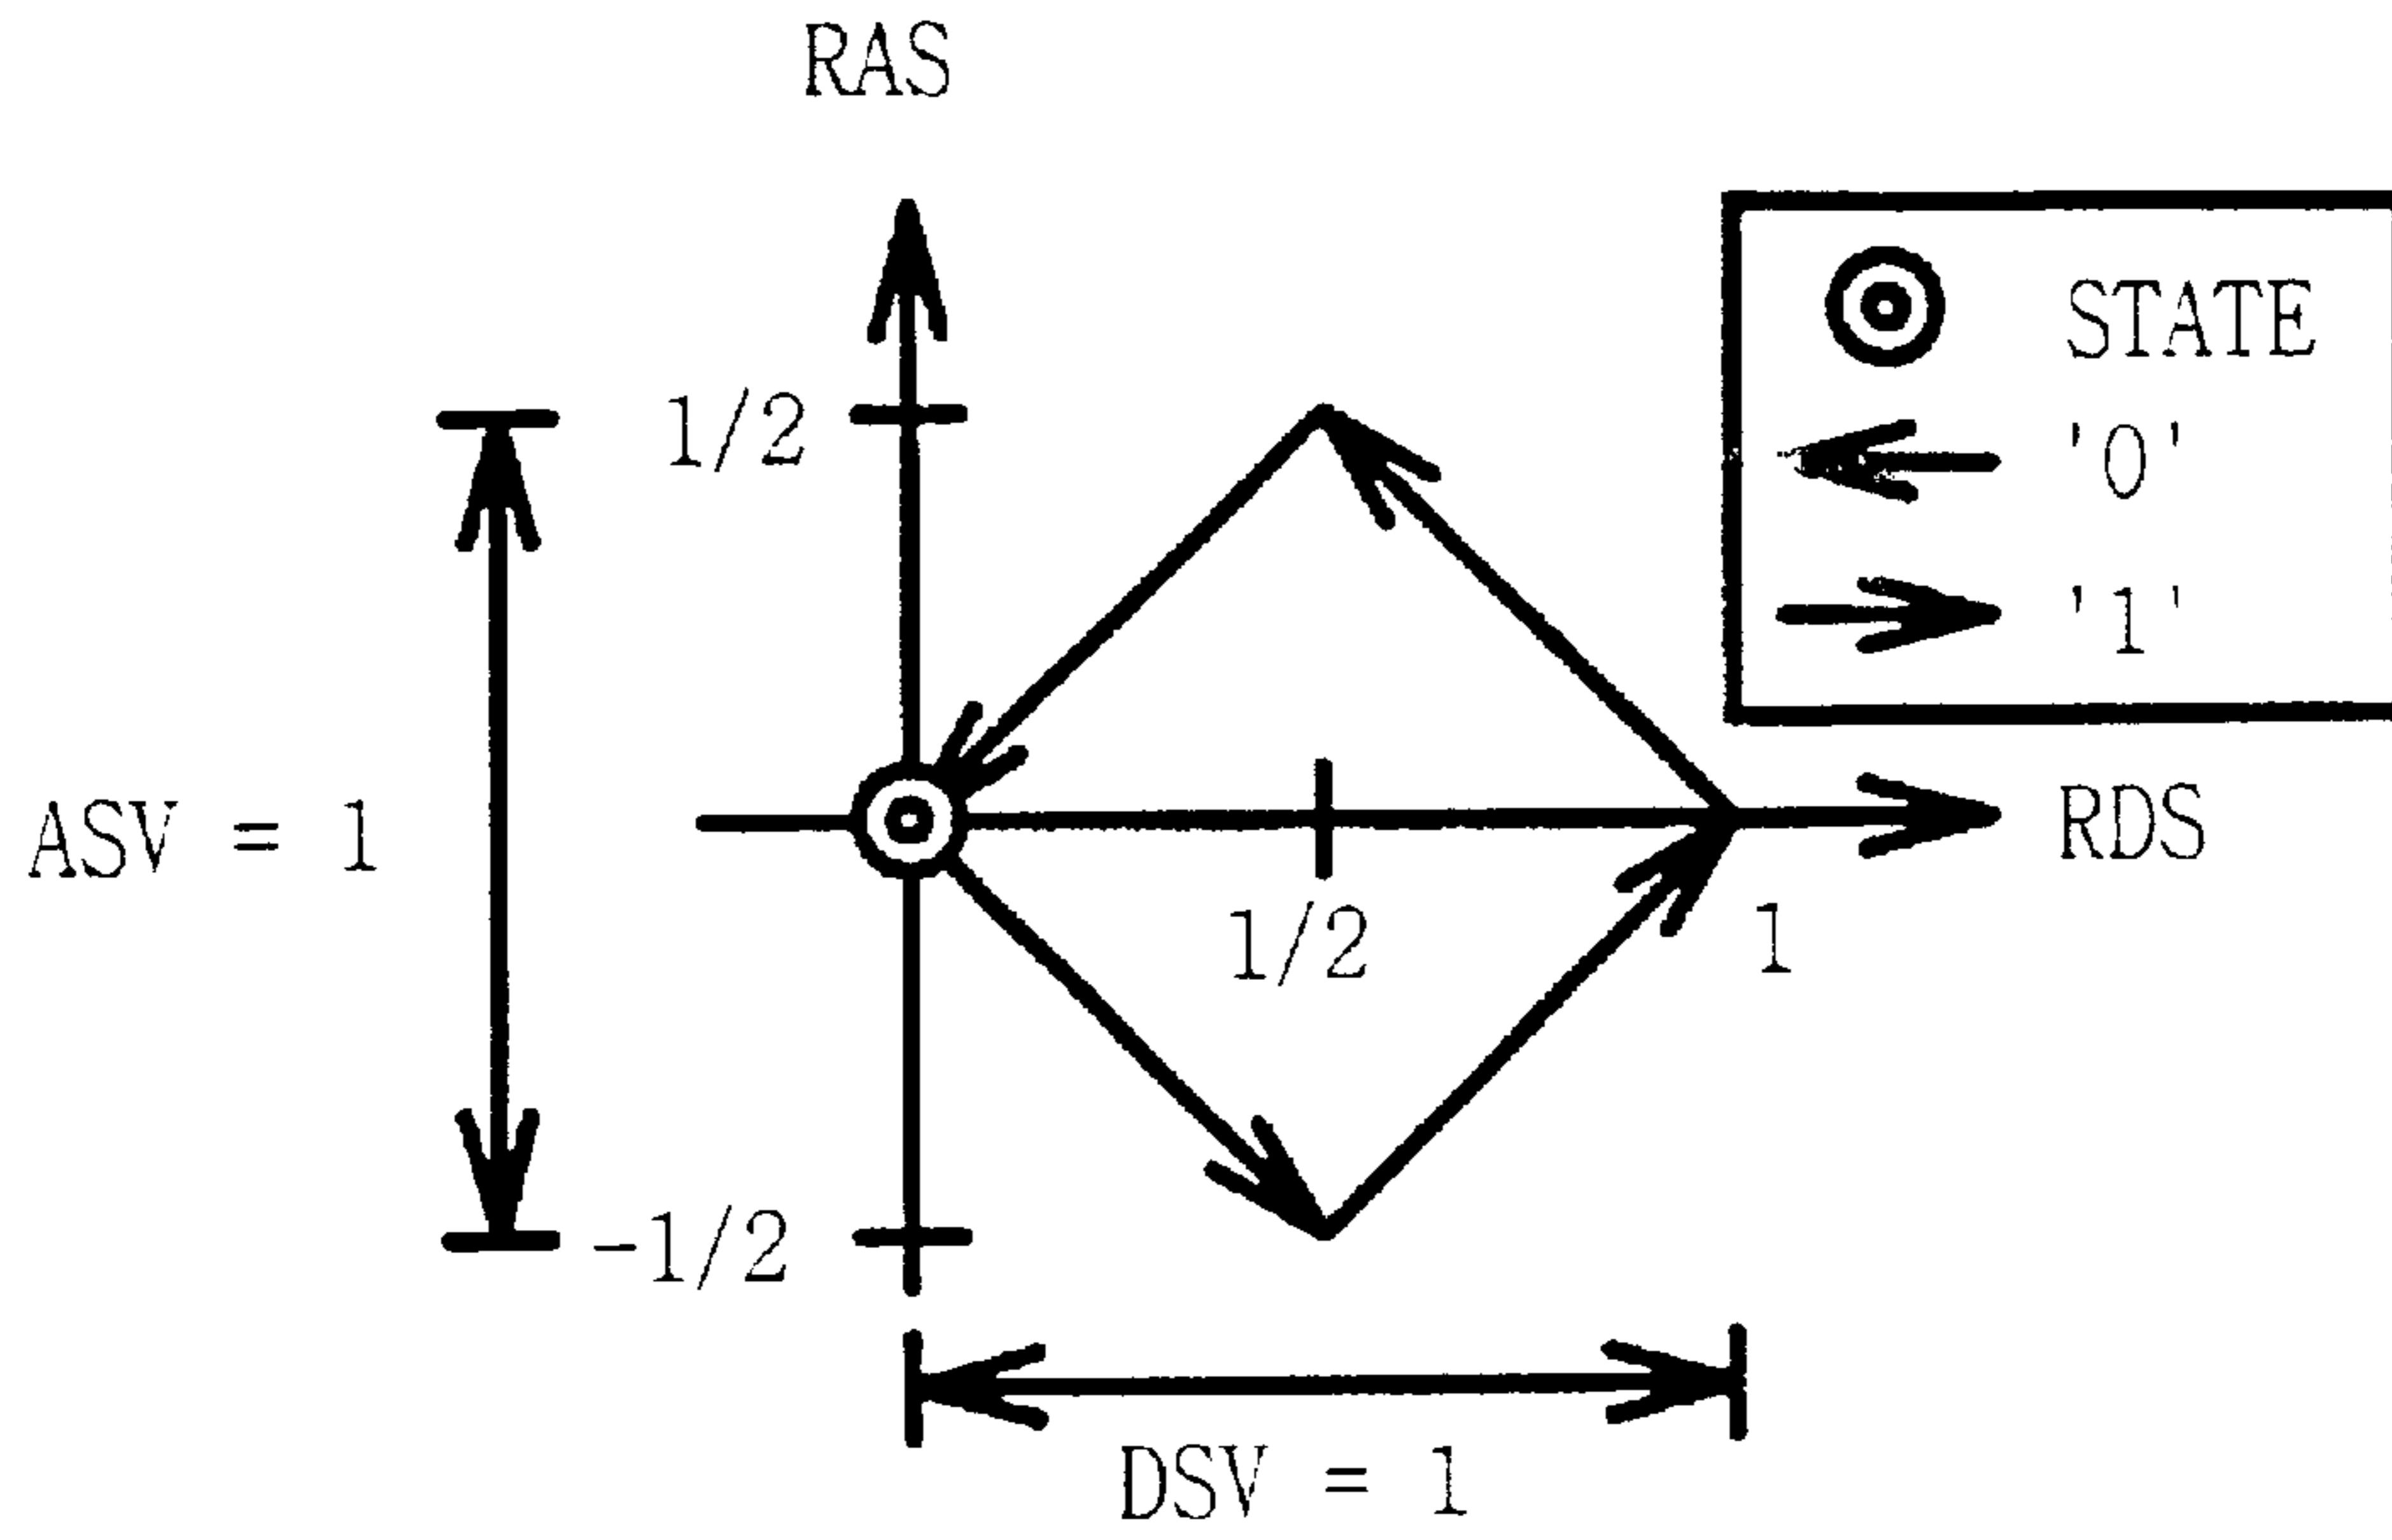 RAS
STATE
'0'
'1'
1/2
ASV = 1
RDS
1/2
1
-1/2
DSV = 1